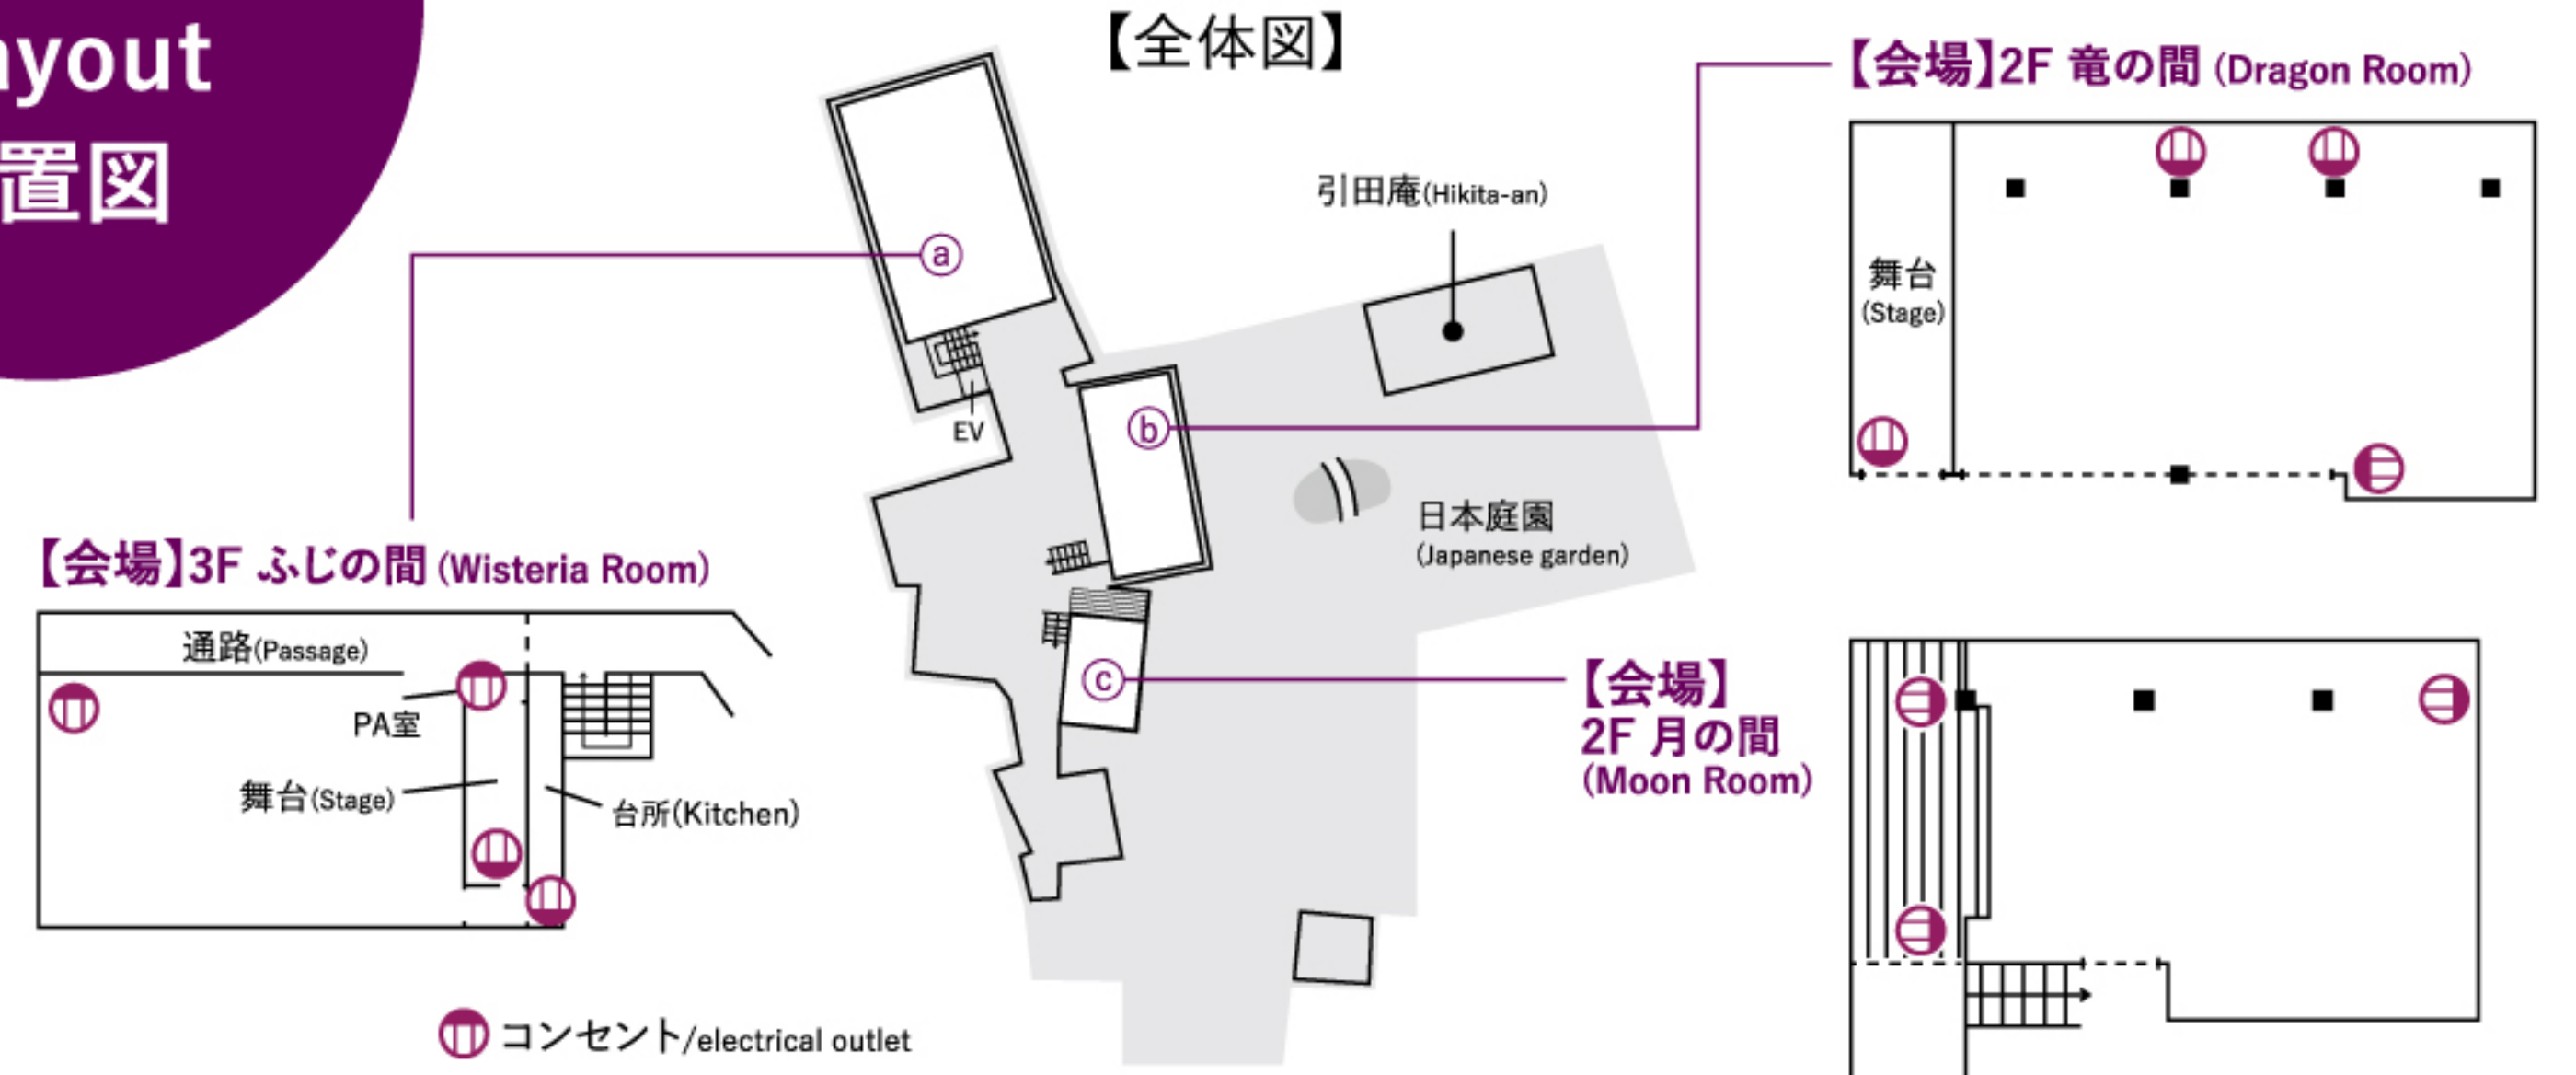 ayout
置図
【全体図】
【会場】2F 竜の間 (Dragon Room)
舞台
(Stage)
引田庵(Hikita-an)
a
EV
b
日本庭園
(Japanese garden)
【会場】3F ふじの間 (Wisteria Room)
通路(Passage)
PA室
舞台(Stage)
台所(Kitchen)
c
【会場】
2F 月の間
(Moon Room)
コンセント/electrical outlet